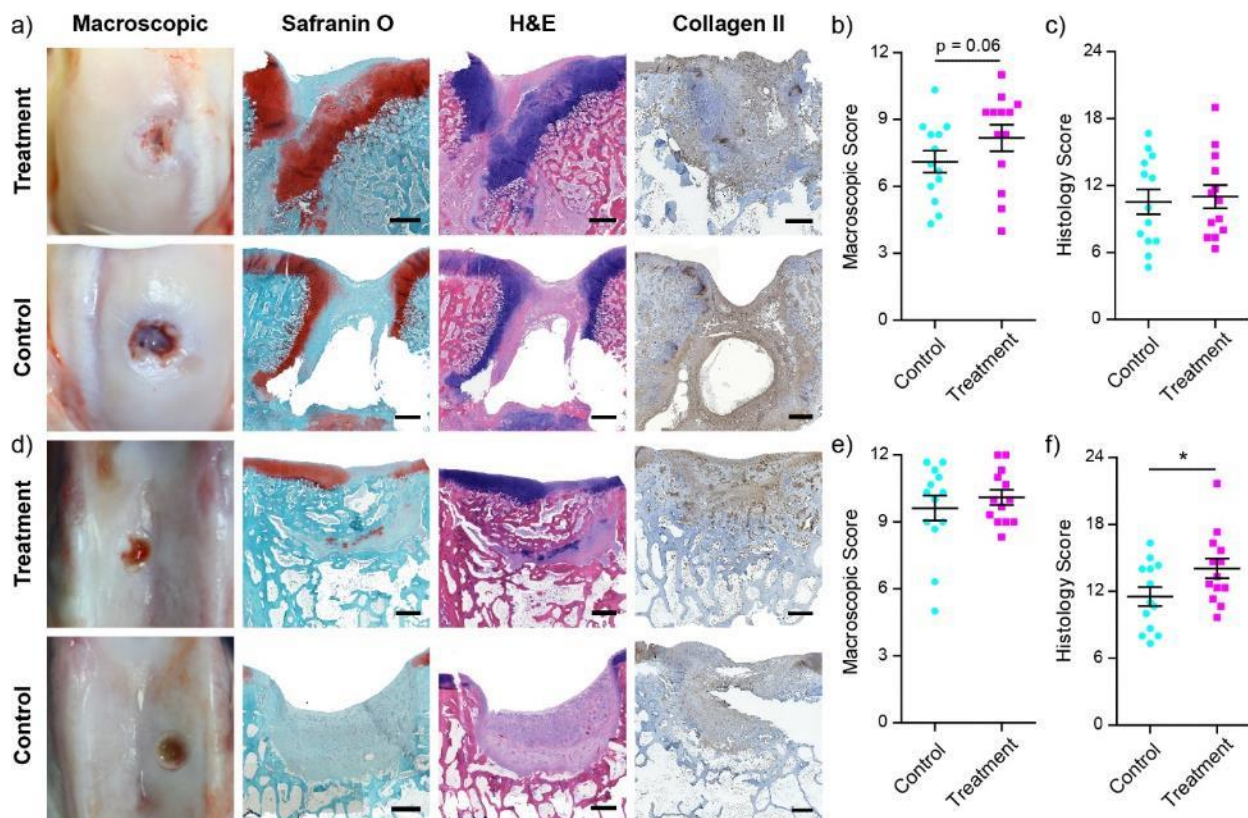 a) Macroscopic Safranin O H&E Collagen II
Treatment
Control
b)
p = 0.06
Macroscopic Score
12
9
6
3
0
Control
Treatment
c)
Histology Score
24
18
12
6
0
Control
Treatment
d)
Treatment
Control
e)
Macroscopic Score
12
9
6
3
0
Control
Treatment
f)
*
Histology Score
24
18
12
6
0
Control
Treatment